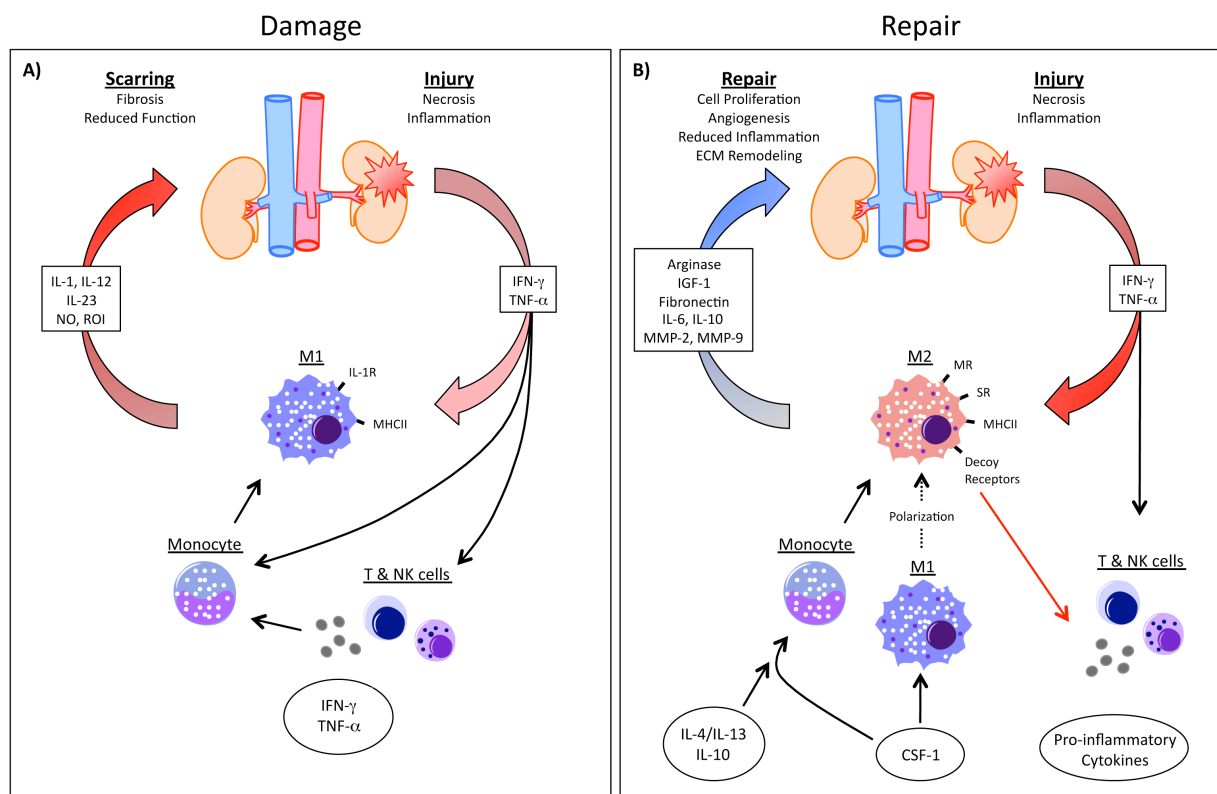 Damage
A)
Scarring
Fibrosis
Reduced Function
Injury
Necrosis
Inflammation
IL-1, IL-12
IL-23
NO, ROI
IFN-γ
TNF-α
M1
IL-1R
MHCII
Monocyte
T & NK cells
IFN-γ
TNF-α
Repair
B)
Repair
Cell Proliferation
Angiogenesis
Reduced Inflammation
ECM Remodeling
Injury
Necrosis
Inflammation
Arginase
IGF-1
Fibronectin
IL-6, IL-10
MMP-2, MMP-9
IFN-γ
TNF-α
M2
MR
SR
MHCII
Decoy
Receptors
Polarization
Monocyte
M1
T & NK cells
IL-4/IL-13
IL-10
CSF-1
Pro-inflammatory
Cytokines